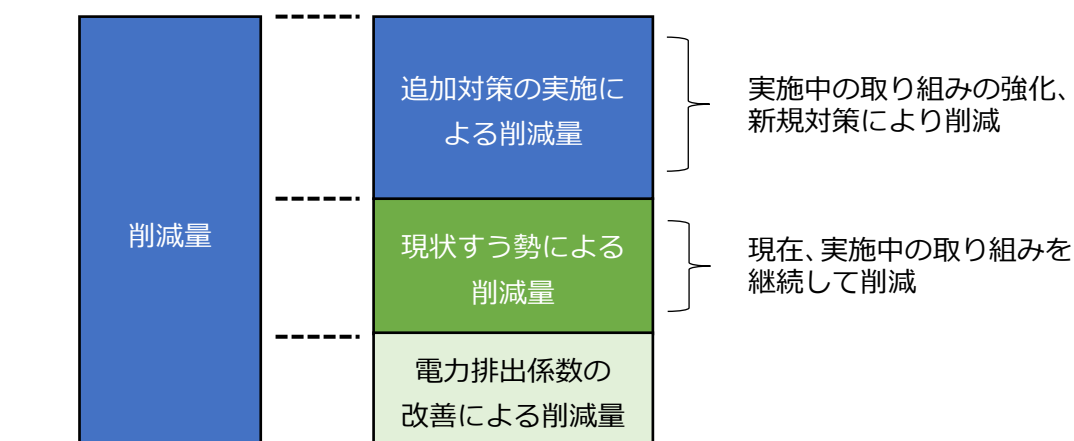 削減量
追加対策の実施に
よる削減量
実施中の取り組みの強化、
新規対策により削減
現状すう勢による
削減量
現在、実施中の取り組みを
継続して削減
電力排出係数の
改善による削減量